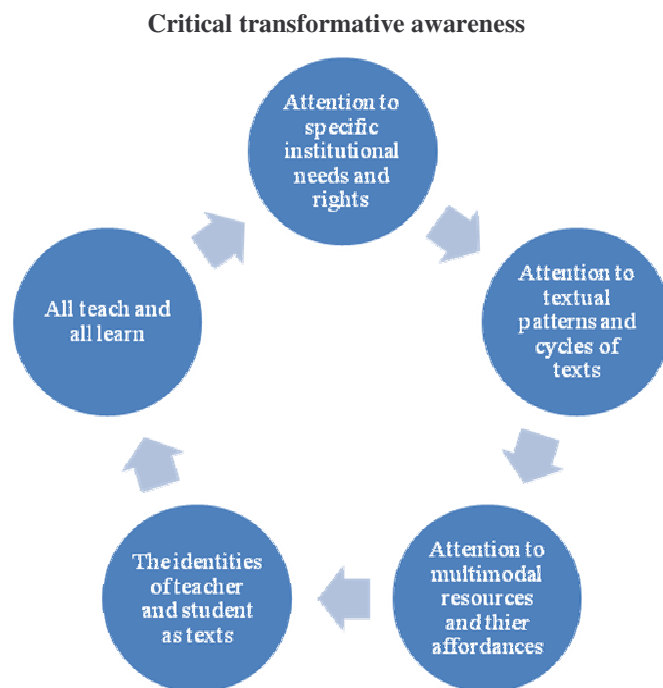 Critical transformative awareness
Attention to
specific
institutional
needs and
rights
Attention to
textual
patterns and
cycles of
texts
Attention to
multimodal
resources
and thier
affordances
The identities
of teacher
and student
as texts
All teach and
all learn